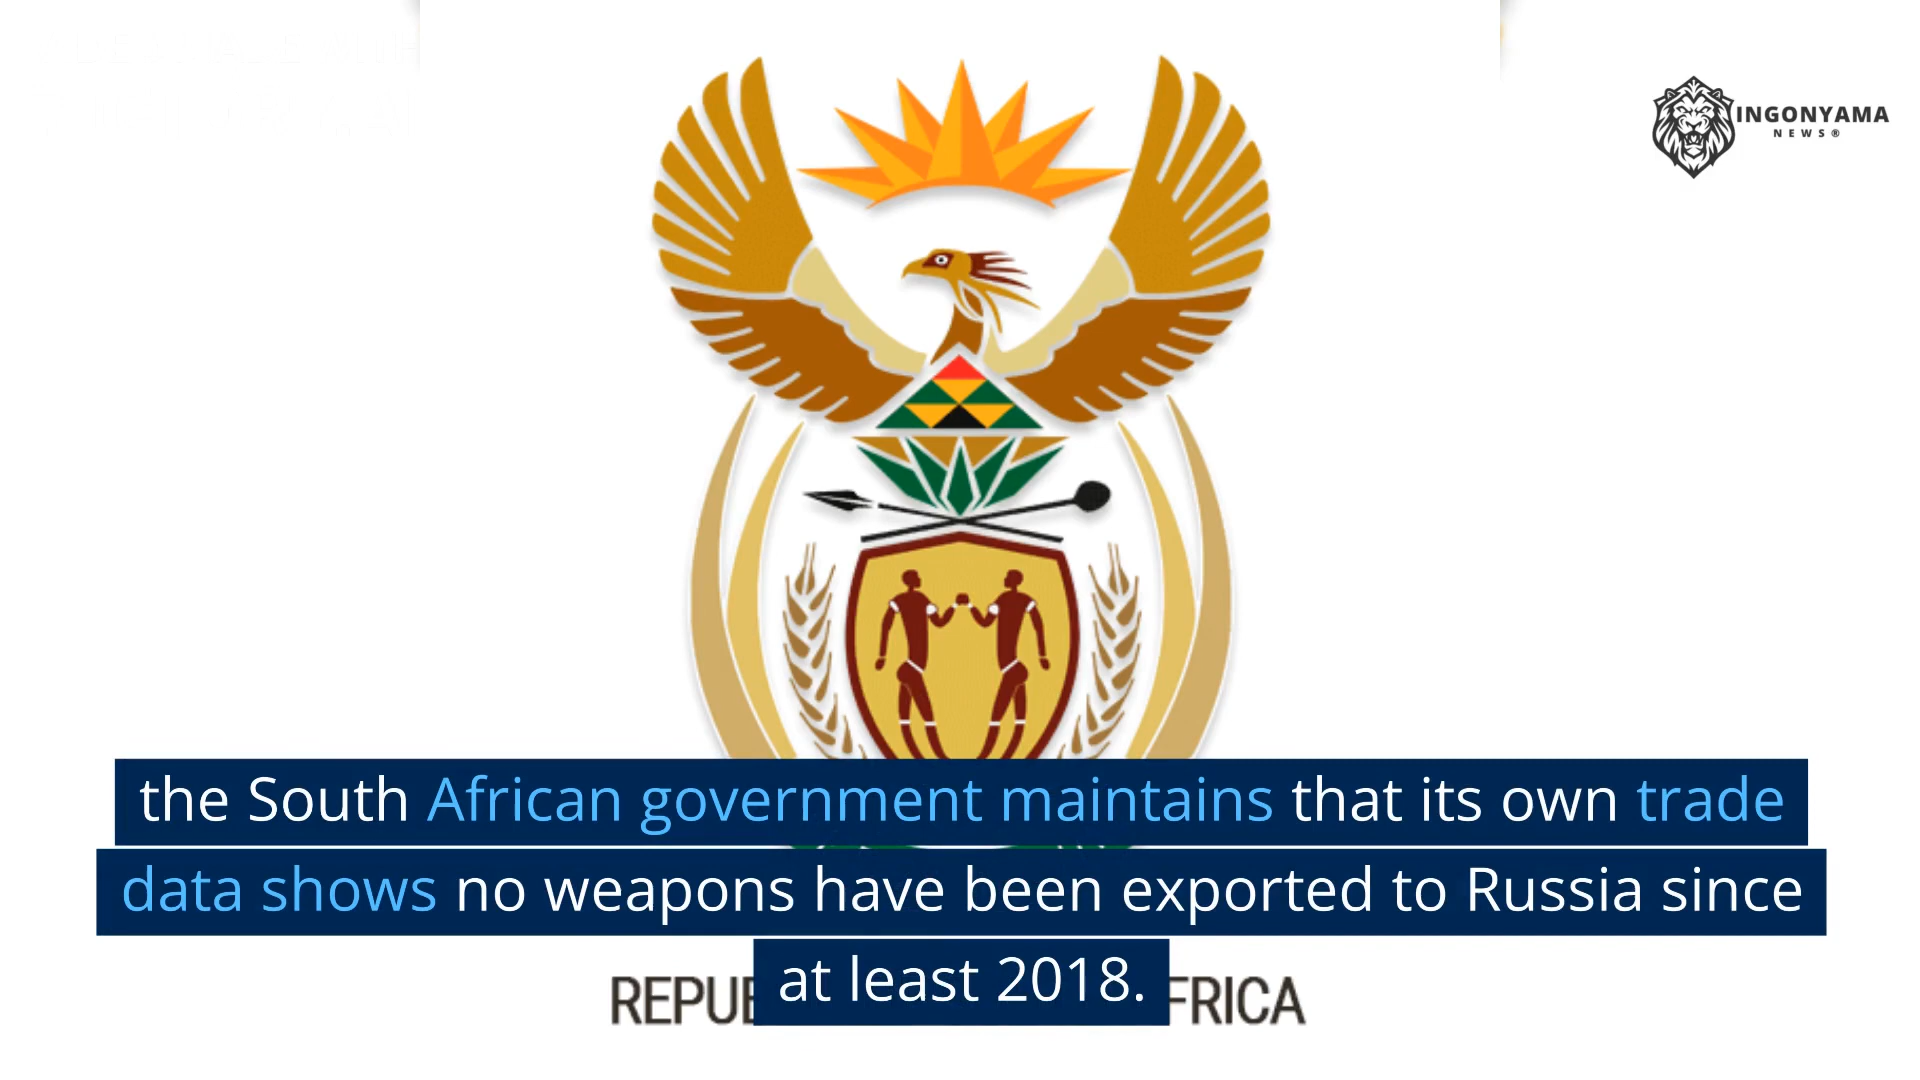 INGONYAMA
NEWS®
the South African government maintains that its own trade
data shows no weapons have been exported to Russia since
at least 2018.